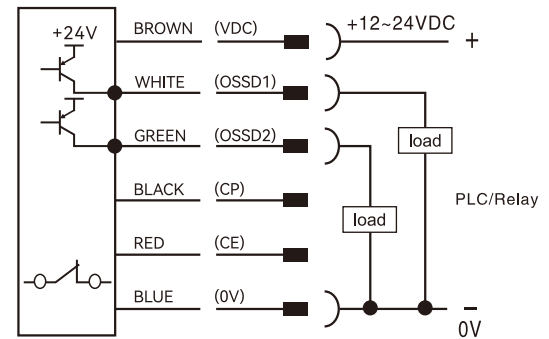 +24V
BROWN (VDC) +12~24VDC +
WHITE (OSSD1)
load
GREEN (OSSD2)
BLACK (CP)
PLC/Relay
load
RED (CE)
BLUE (0V) −
0V